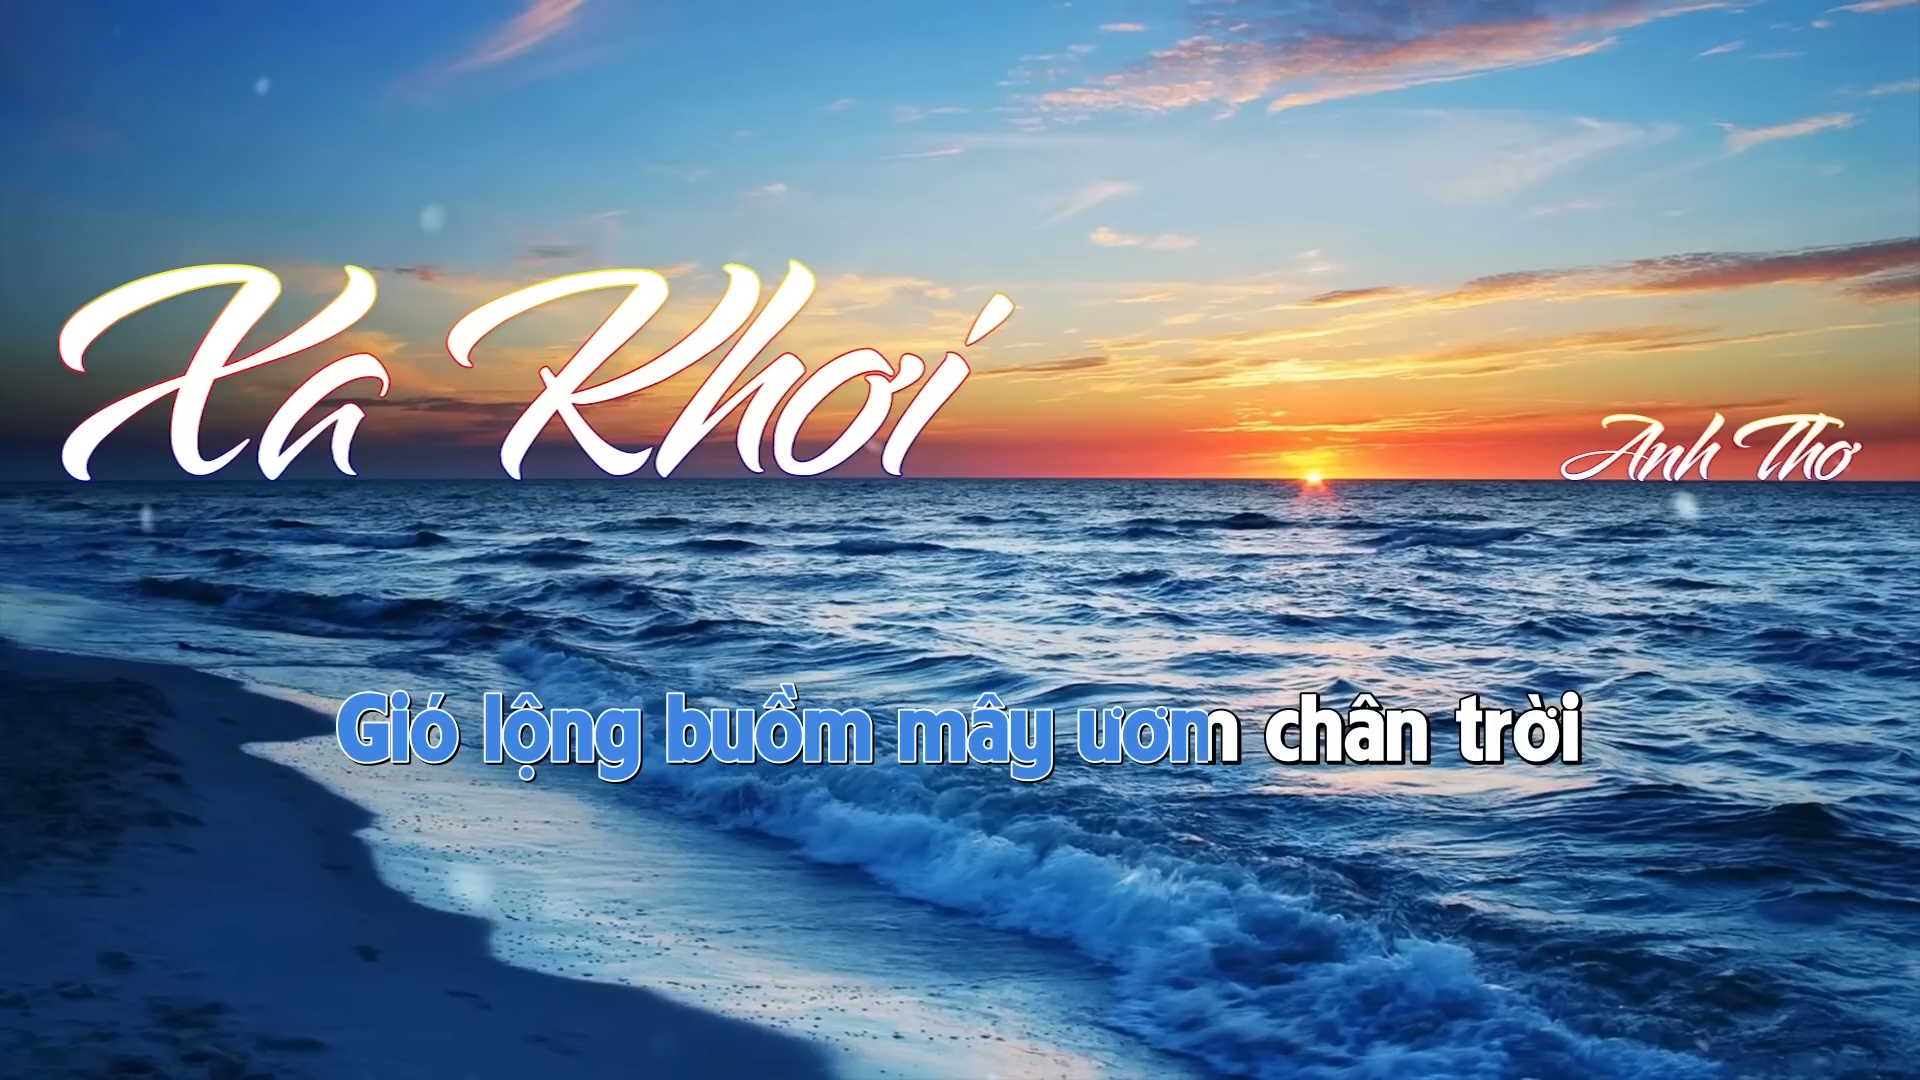 Xa Khơi
Anh Thơ
Gió lộng buồm mây ươm chân trời